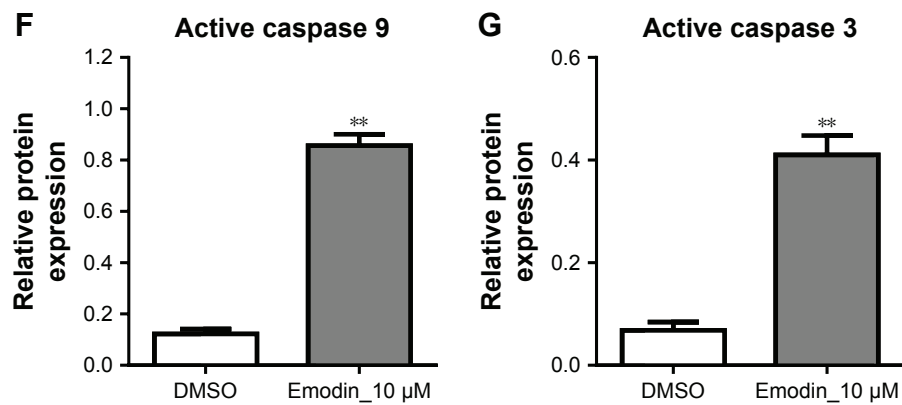 F Active caspase 9
Relative protein
expression
1.2
1.0
0.8
0.6
0.4
0.2
0.0
**
DMSO Emodin_10 μM
G Active caspase 3
Relative protein
expression
0.6
0.4
0.2
0.0
**
DMSO Emodin_10 μM